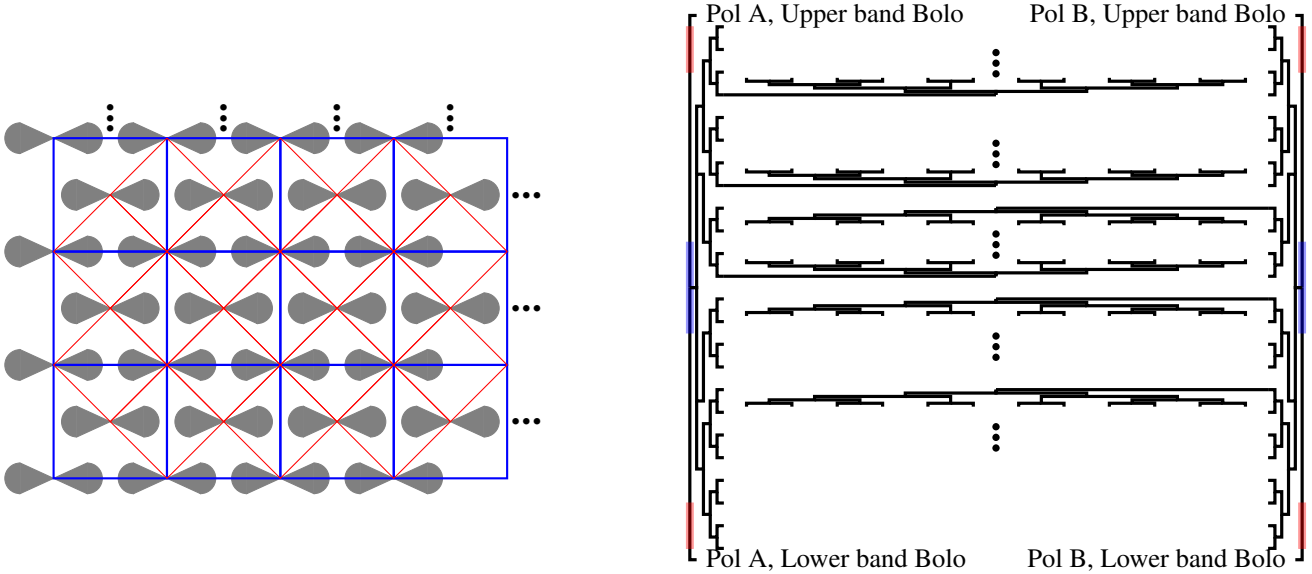 Pol A, Upper band Bolo
Pol B, Upper band Bolo
Pol A, Lower band Bolo
Pol B, Lower band Bolo